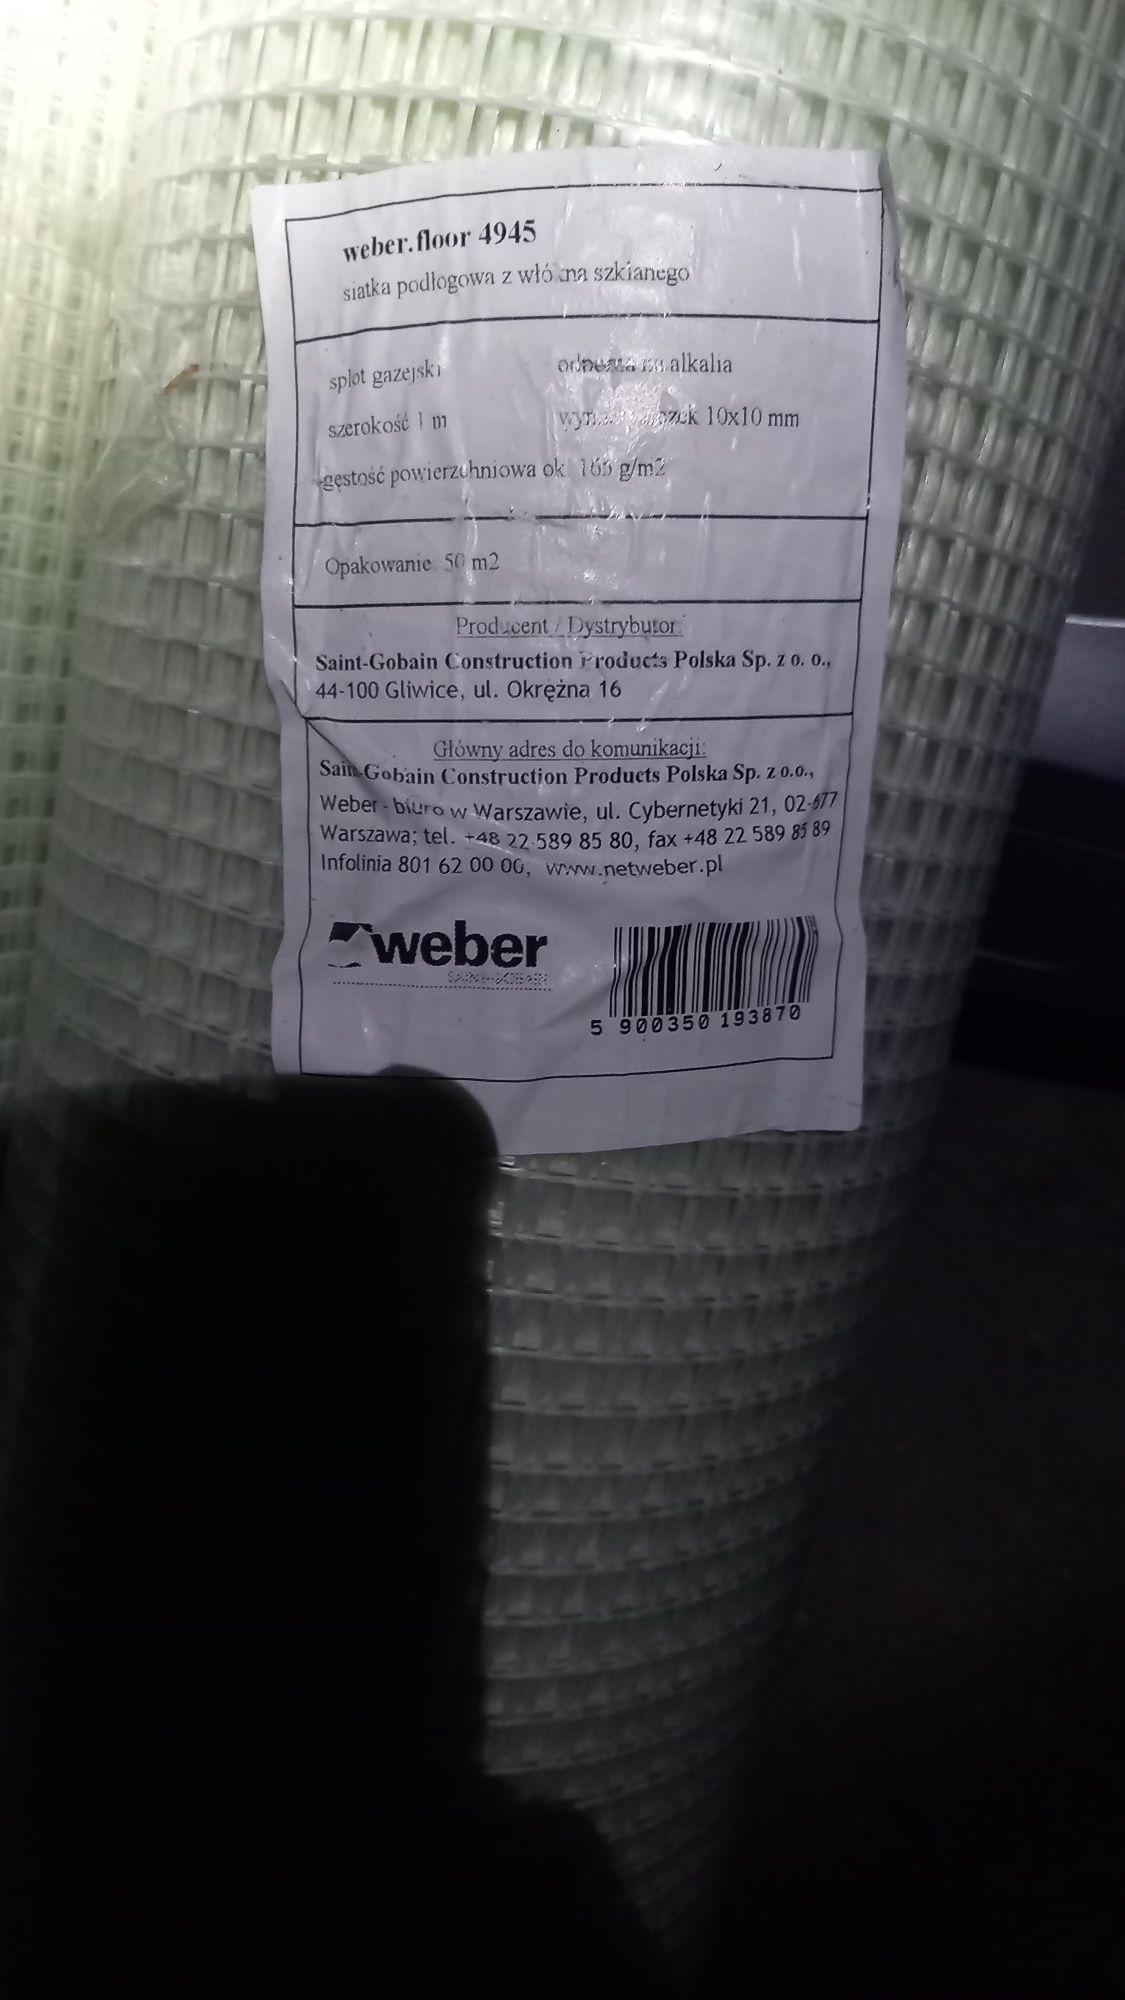 weber.floor 4945
siatka podłogowa z szklanego
splot gazejski odporna na alkalia
szerokość 1 m 10x10 mm
gęstość powierzchniowa ok. g/m2
Opakowanie 50 m2
Producent / Dystrybutor:
Saint-Gobain Construction Products Polska Sp. z o. o.,
44-100 Gliwice, ul. Okrężna 16
Główny adres do komunikacji:
Saint-Gobain Construction Products Polska Sp. z o.o.,
Weber - biuro w Warszawie, ul. Cybernetyki 21, 02-677
Warszawa; tel. +48 22 589 85 80, fax +48 22 589 85 89
Infolinia 801 62 00 00, www.netweber.pl
weber
SAINT-GOBAIN
5 900350 193870